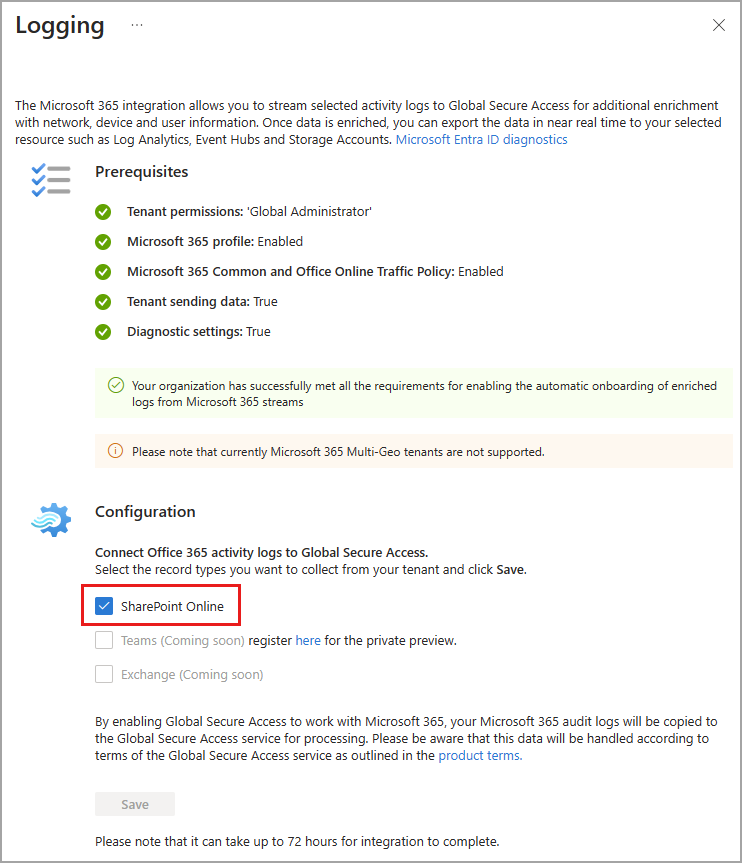 Logging ...
The Microsoft 365 integration allows you to stream selected activity logs to Global Secure Access for additional enrichment
with network, device and user information. Once data is enriched, you can export the data in near real time to your selected
resource such as Log Analytics, Event Hubs and Storage Accounts. Microsoft Entra ID diagnostics
Prerequisites
Tenant permissions: 'Global Administrator'
Microsoft 365 profile: Enabled
Microsoft 365 Common and Office Online Traffic Policy: Enabled
Tenant sending data: True
Diagnostic settings: True
Your organization has successfully met all the requirements for enabling the automatic onboarding of enriched
logs from Microsoft 365 streams
Please note that currently Microsoft 365 Multi-Geo tenants are not supported.
Configuration
Connect Office 365 activity logs to Global Secure Access.
Select the record types you want to collect from your tenant and click Save.
SharePoint Online
Teams (Coming soon) register here for the private preview.
Exchange (Coming soon)
By enabling Global Secure Access to work with Microsoft 365, your Microsoft 365 audit logs will be copied to
the Global Secure Access service for processing. Please be aware that this data will be handled according to
terms of the Global Secure Access service as outlined in the product terms.
Save
Please note that it can take up to 72 hours for integration to complete.